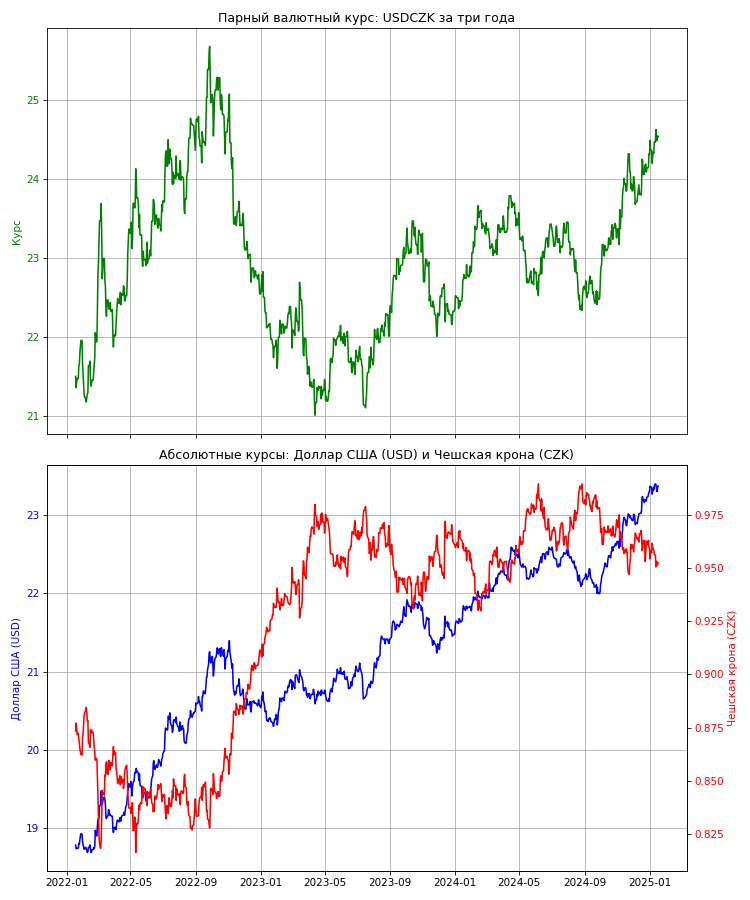 Парный валютный курс: USDCZK за три года
25
24
23
22
21
Курс
Абсолютные курсы: Доллар США (USD) и Чешская крона (CZK)
23
22
21
20
19
Доллар США (USD)
0.975
0.950
0.925
0.900
0.875
0.850
0.825
Чешская крона (CZK)
2022-01 2022-05 2022-09 2023-01 2023-05 2023-09 2024-01 2024-05 2024-09 2025-01